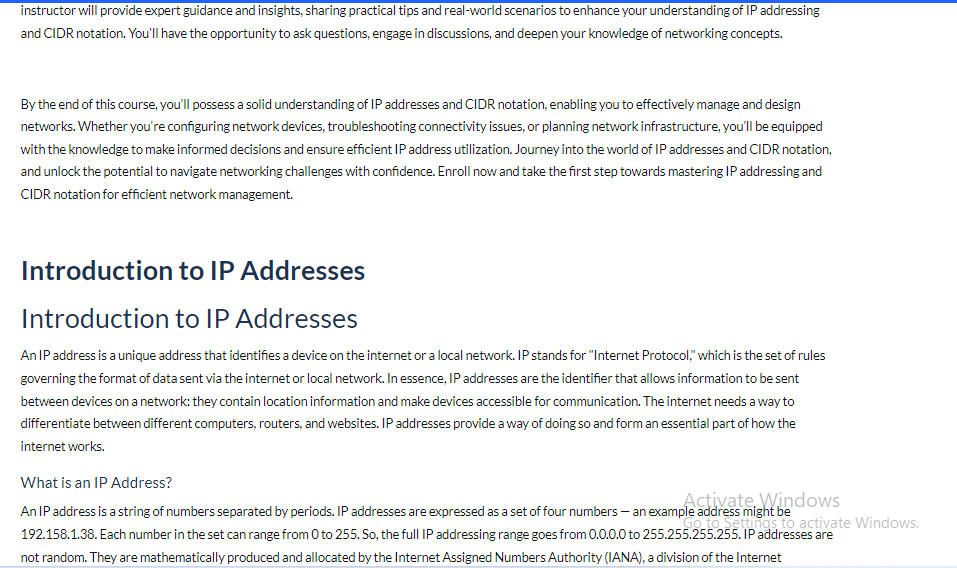 instructor will provide expert guidance and insights, sharing practical tips and real-world scenarios to enhance your understanding of IP addressing
and CIDR notation. You'll have the opportunity to ask questions, engage in discussions, and deepen your knowledge of networking concepts.
By the end of this course, you'll possess a solid understanding of IP addresses and CIDR notation, enabling you to effectively manage and design
networks. Whether you're configuring network devices, troubleshooting connectivity issues, or planning network infrastructure, you'll be equipped
with the knowledge to make informed decisions and ensure efficient IP address utilization. Journey into the world of IP addresses and CIDR notation,
and unlock the potential to navigate networking challenges with confidence. Enroll now and take the first step towards mastering IP addressing and
CIDR notation for efficient network management.
Introduction to IP Addresses
Introduction to IP Addresses
An IP address is a unique address that identifies a device on the internet or a local network. IP stands for "Internet Protocol," which is the set of rules
governing the format of data sent via the internet or local network. In essence, IP addresses are the identifier that allows information to be sent
between devices on a network: they contain location information and make devices accessible for communication. The internet needs a way to
differentiate between different computers, routers, and websites. IP addresses provide a way of doing so and form an essential part of how the
internet works.
What is an IP Address?
An IP address is a string of numbers separated by periods. IP addresses are expressed as a set of four numbers — an example address might be
192.158.1.38. Each number in the set can range from 0 to 255. So, the full IP addressing range goes from 0.0.0.0 to 255.255.255.255. IP addresses are
not random. They are mathematically produced and allocated by the Internet Assigned Numbers Authority (IANA), a division of the Internet
Activate Windows
Go to Settings to activate Windows.